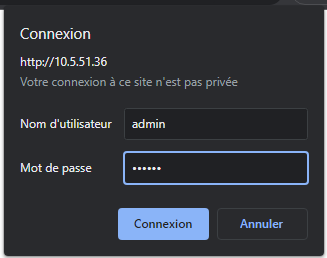 Connexion
http://10.5.51.36
Votre connexion à ce site n'est pas privée
Nom d'utilisateur admin
Mot de passe ••••••
Connexion Annuler